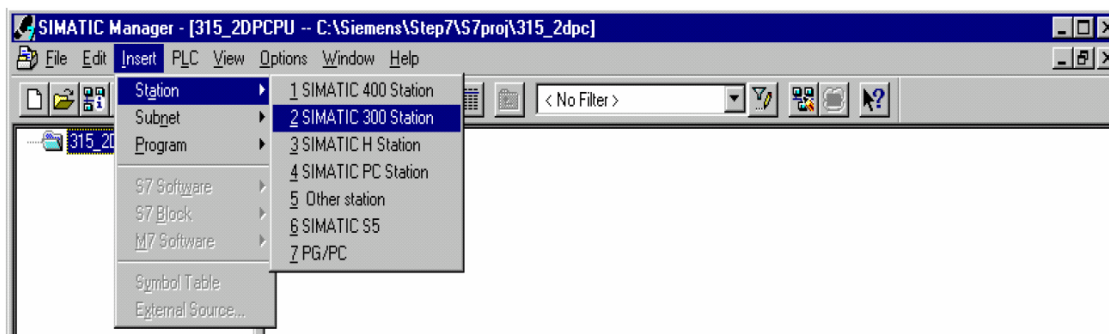 SIMATIC Manager - [315_2DPCPU -- C:\Siemens\Step7\S7proj\315_2dpc]
File Edit Insert PLC View Options Window Help
< No Filter >
315_2D
Station
Subnet
Program
S7 Software
S7 Block
M7 Software
Symbol Table
External Source...
1 SIMATIC 400 Station
2 SIMATIC 300 Station
3 SIMATIC H Station
4 SIMATIC PC Station
5 Other station
6 SIMATIC S5
7 PG/PC